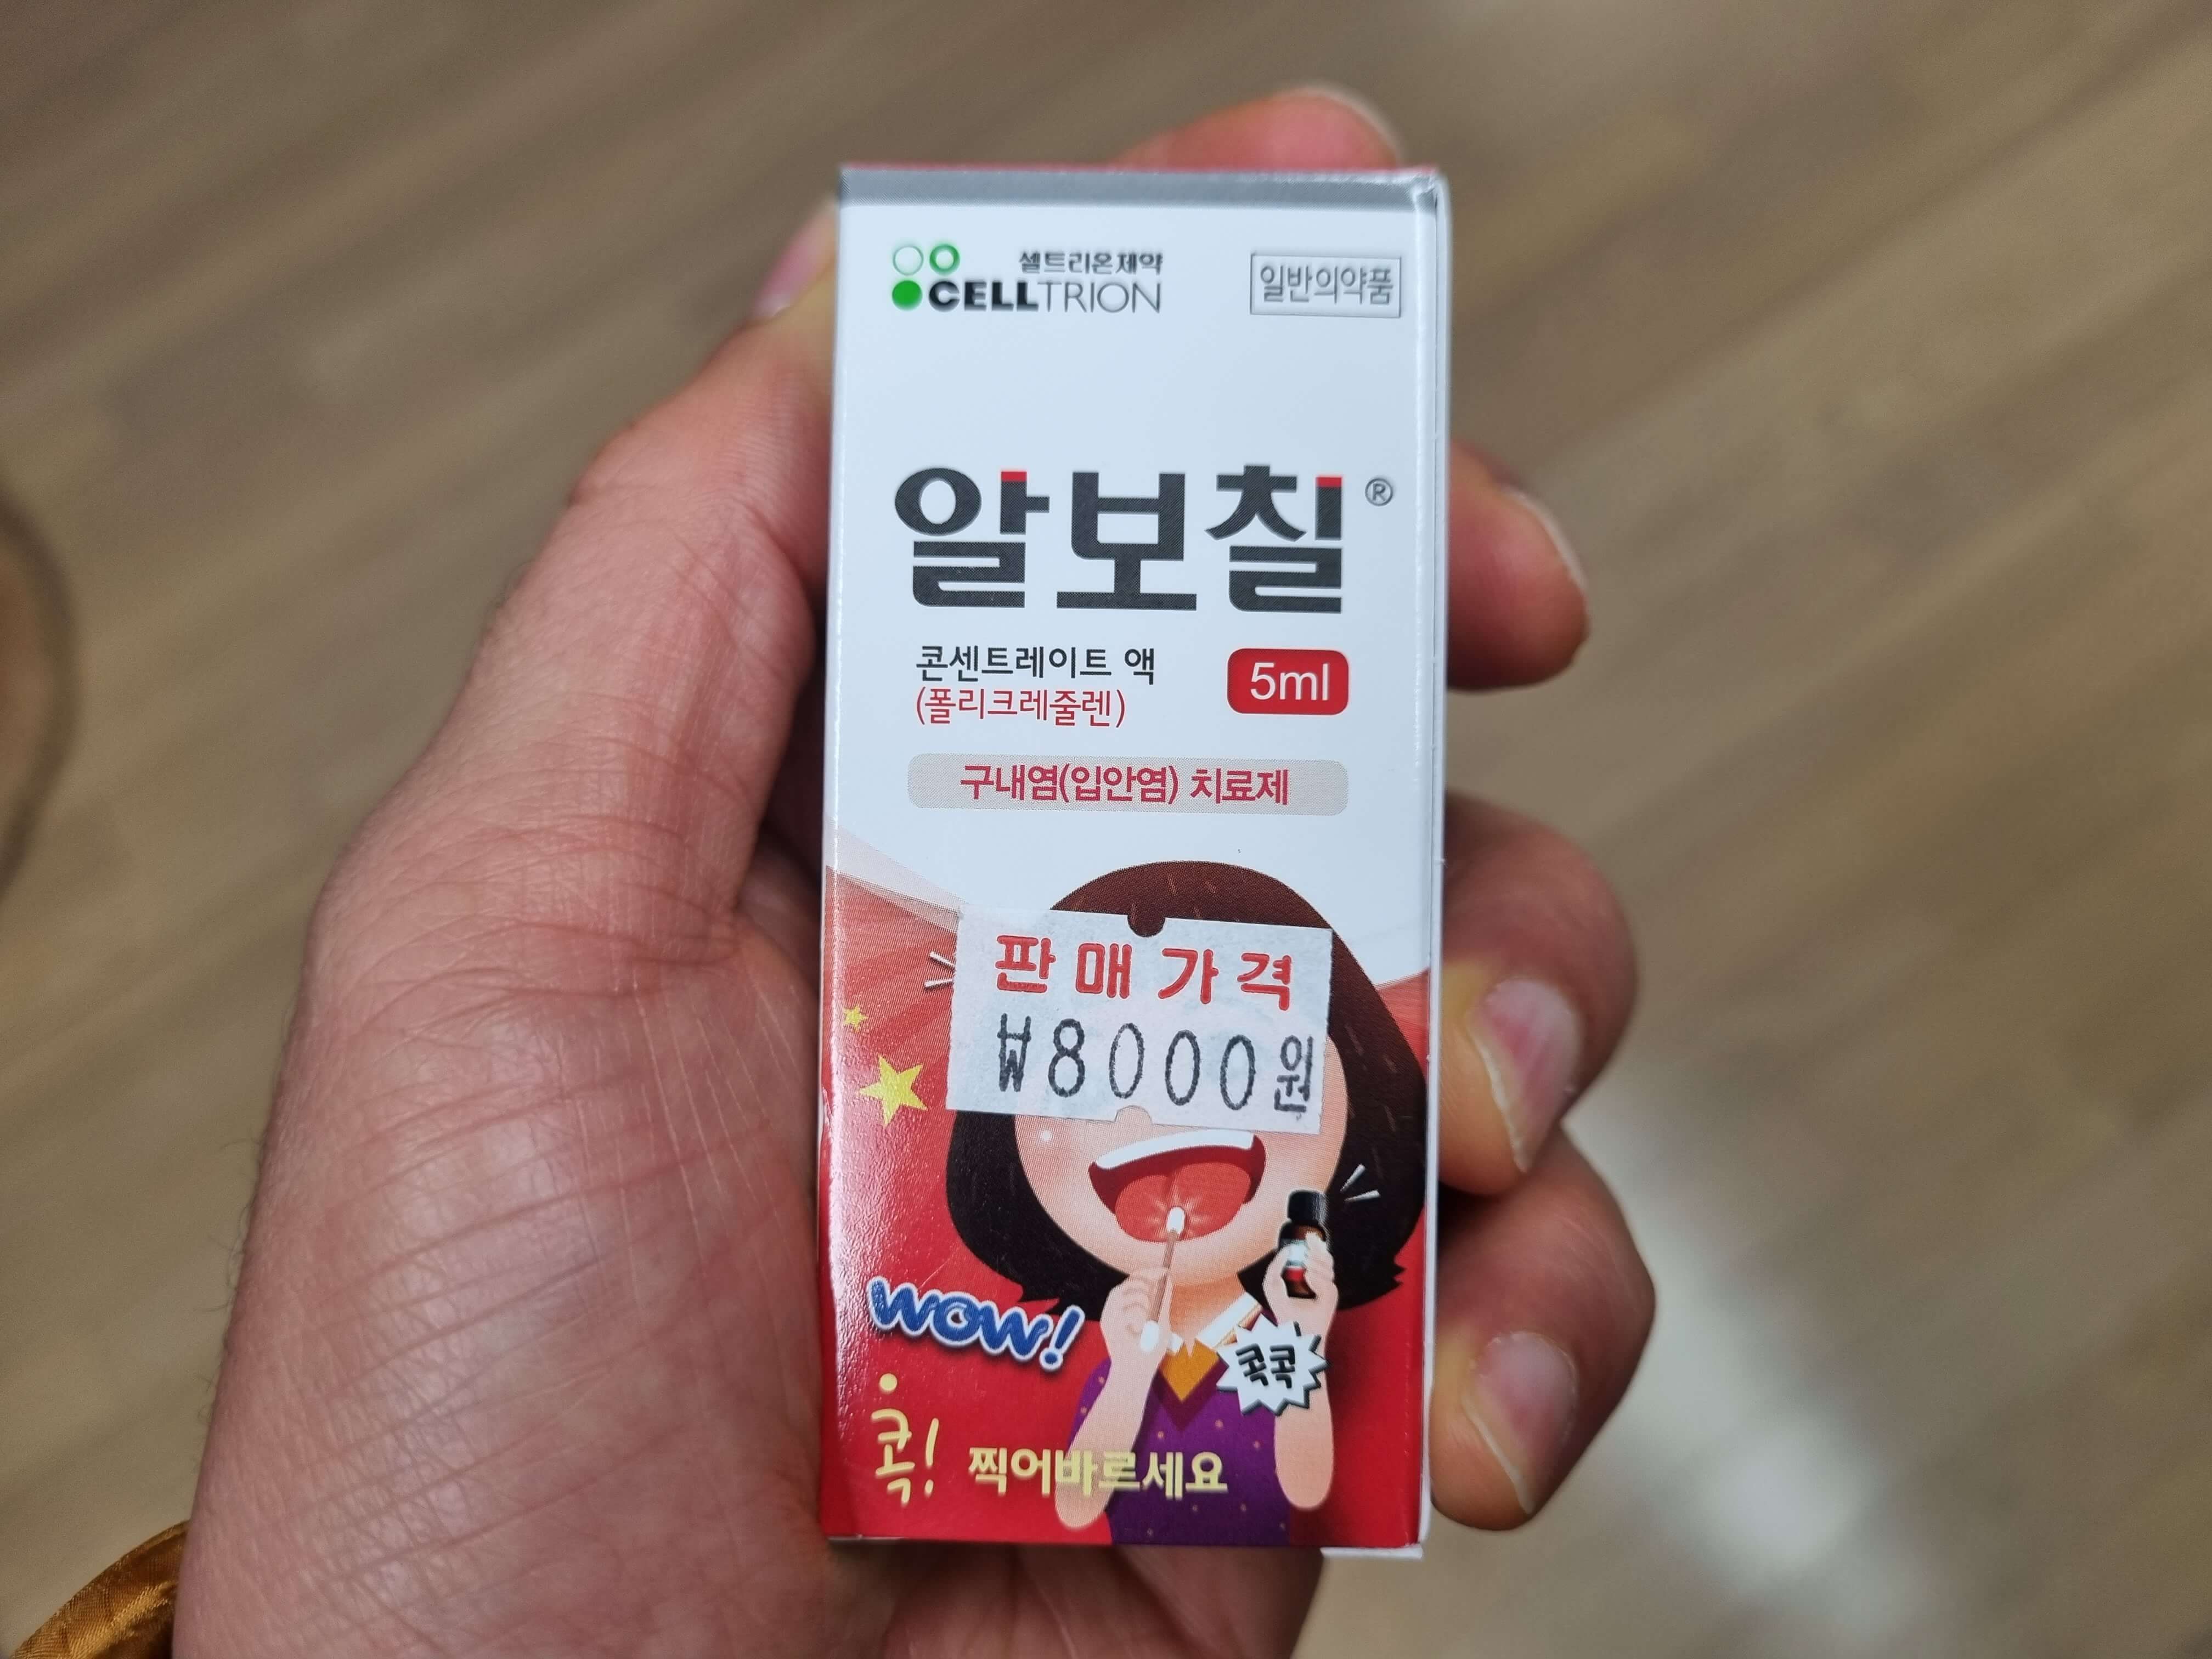 셀트리온제약
CELLTRION
일반의약품
알보칠®
콘센트레이트 액
(폴리크레줄렌)
5ml
구내염(입안염) 치료제
판매가격
₩8000원
WOW!
콕콕
콕! 찍어바르세요